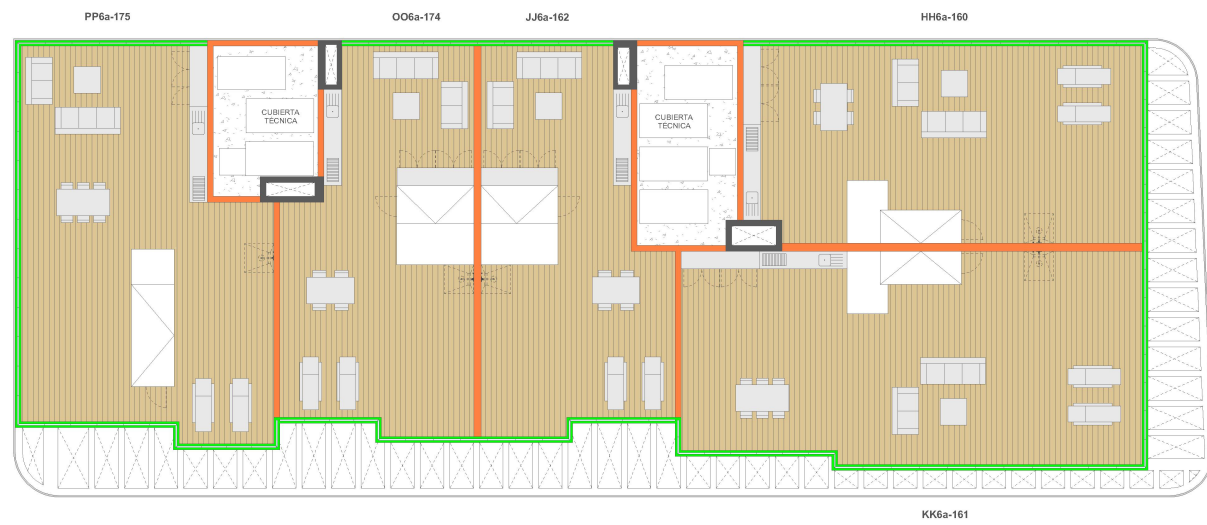 PP6a-175
OO6a-174
JJ6a-162
HH6a-160
CUBIERTA
TÉCNICA
CUBIERTA
TÉCNICA
KK6a-161